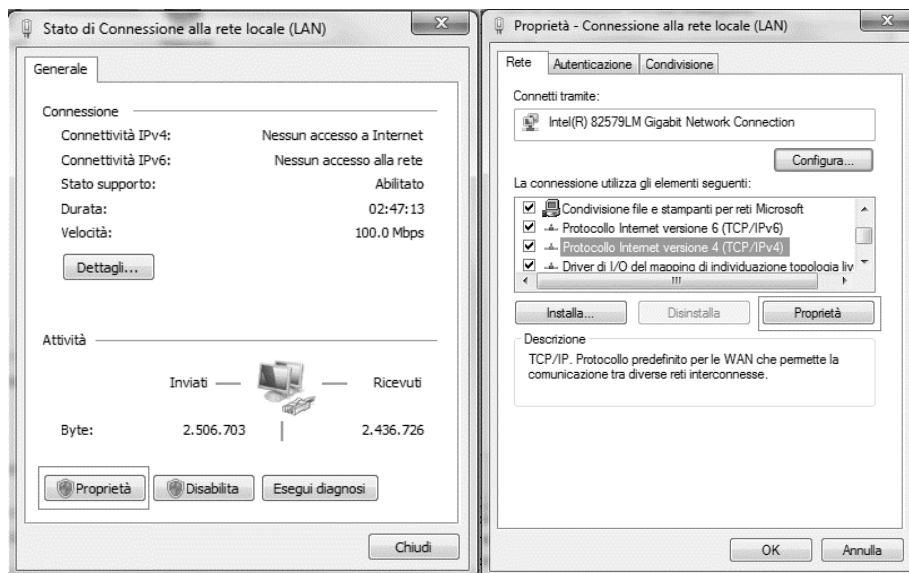 Stato di Connessione alla rete locale (LAN)
Generale
Connessione
Connettività IPv4: Nessun accesso a Internet
Connettività IPv6: Nessun accesso alla rete
Stato supporto: Abilitato
Durata: 02:47:13
Velocità: 100.0 Mbps
Dettagli...
Attività
Inviati Ricevuti
Byte: 2.506.703 2.436.726
Proprietà Disabilita Esegui diagnosi
Chiudi
Proprietà - Connessione alla rete locale (LAN)
Rete Autenticazione Condivisione
Connetti tramite:
Intel(R) 82579LM Gigabit Network Connection
Configura...
La connessione utilizza gli elementi seguenti:
Condivisione file e stampanti per reti Microsoft
Protocollo Internet versione 6 (TCP/IPv6)
Protocollo Internet versione 4 (TCP/IPv4)
Driver di I/O del mapping di individuazione topologia liv
Installa... Disinstalla Proprietà
Descrizione
TCP/IP. Protocollo predefinito per le WAN che permette la
comunicazione tra diverse reti interconnesse.
OK Annulla